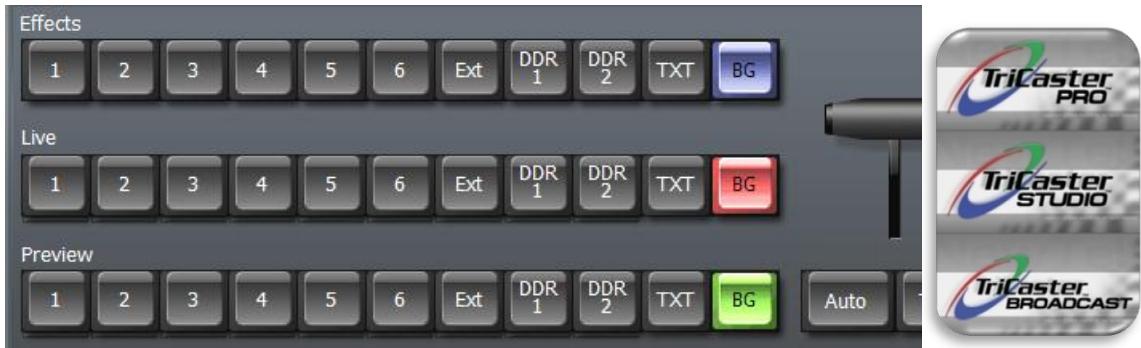 Effects
1 2 3 4 5 6 Ext DDR 1 DDR 2 TXT BG
Live
1 2 3 4 5 6 Ext DDR 1 DDR 2 TXT BG
Preview
1 2 3 4 5 6 Ext DDR 1 DDR 2 TXT BG Auto
TriCaster
PRO
TriCaster
STUDIO
TriCaster
BROADCAST